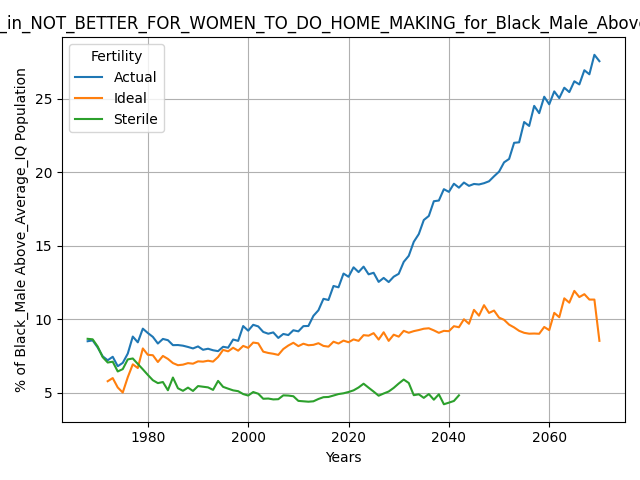 _in_NOT_BETTER_FOR_WOMEN_TO_DO_HOME_MAKING_for_Black_Male_Above
Fertility
Actual
Ideal
Sterile
% of Black_Male Above_Average_IQ Population
25
20
15
10
5
1980 2000 2020 2040 2060
Years